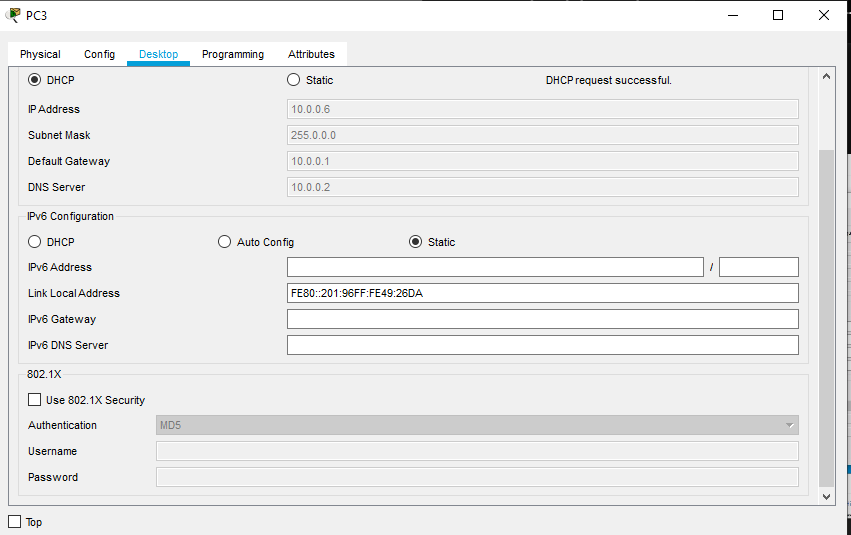 PC3
Physical Config Desktop Programming Attributes
DHCP Static DHCP request successful.
IP Address 10.0.0.6
Subnet Mask 255.0.0.0
Default Gateway 10.0.0.1
DNS Server 10.0.0.2
IPv6 Configuration
DHCP Auto Config Static
IPv6 Address /
Link Local Address FE80::201:96FF:FE49:26DA
IPv6 Gateway
IPv6 DNS Server
802.1X
Use 802.1X Security
Authentication MD5
Username
Password
Top